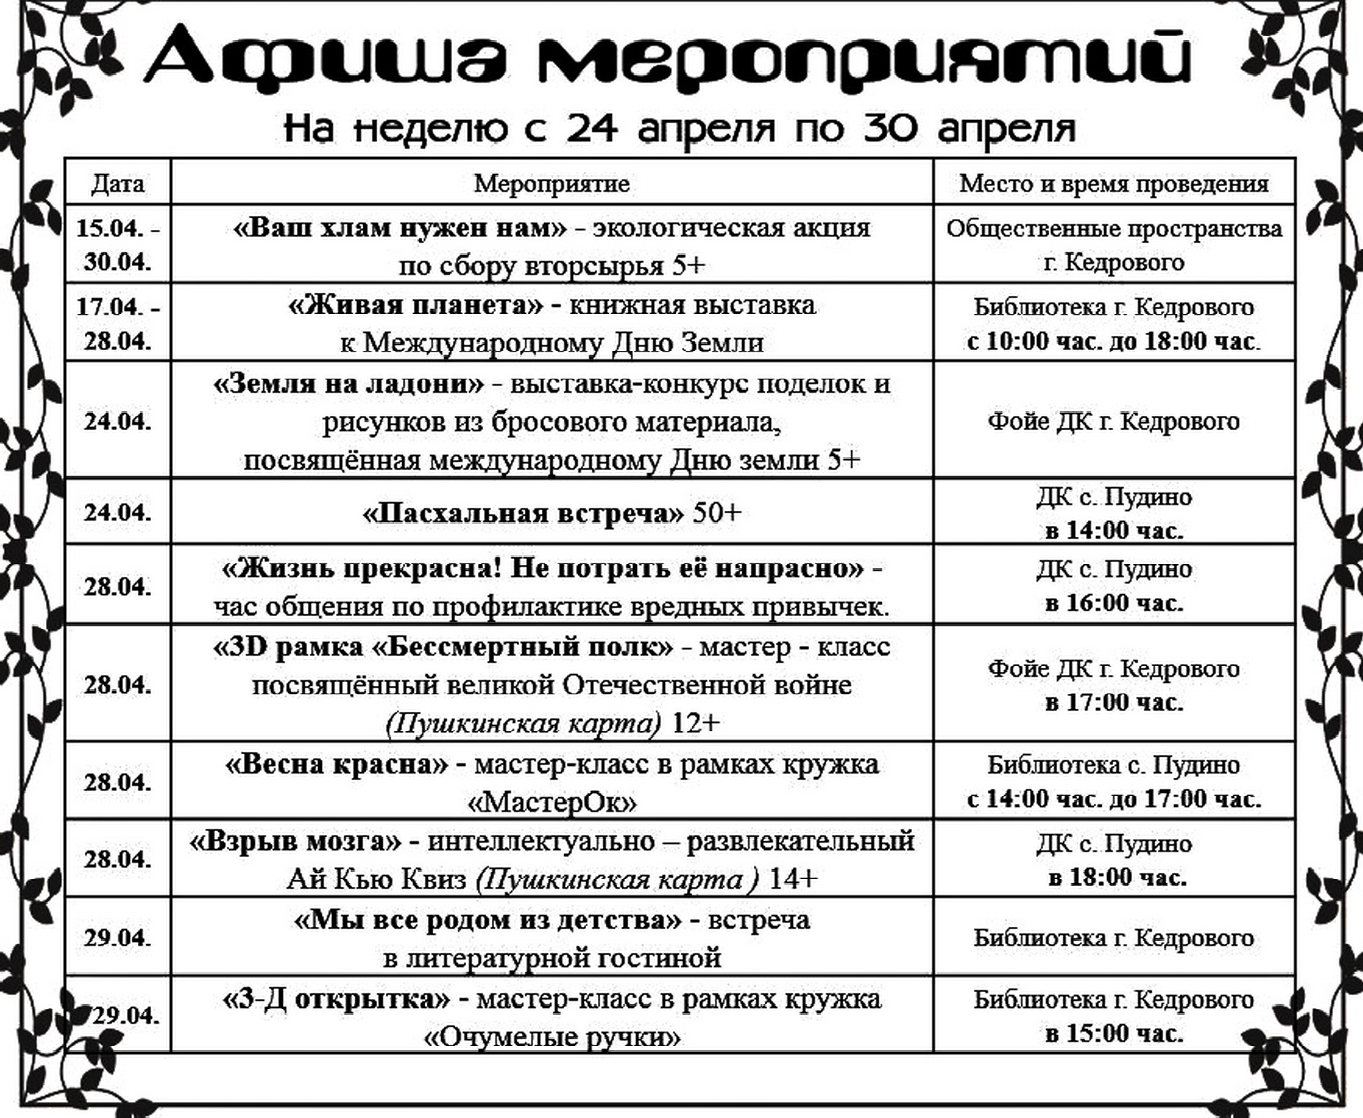 Афиша мероприятий
На неделю с 24 апреля по 30 апреля
Дата
Мероприятие
Место и время проведения
15.04. -
30.04.
«Ваш хлам нужен нам» - экологическая акция
по сбору вторсырья 5+
Общественные пространства
г. Кедрового
17.04. -
28.04.
«Живая планета» - книжная выставка
к Международному Дню Земли
Библиотека г. Кедрового
с 10:00 час. до 18:00 час.
24.04.
«Земля на ладони» - выставка-конкурс поделок и
рисунков из бросового материала,
посвящённая международному Дню земли 5+
Фойе ДК г. Кедрового
24.04.
«Пасхальная встреча» 50+
ДК с. Пудино
в 14:00 час.
28.04.
«Жизнь прекрасна! Не потрать её напрасно» -
час общения по профилактике вредных привычек.
ДК с. Пудино
в 16:00 час.
28.04.
«3D рамка «Бессмертный полк» - мастер - класс
посвящённый великой Отечественной войне
(Пушкинская карта) 12+
Фойе ДК г. Кедрового
в 17:00 час.
28.04.
«Весна красна» - мастер-класс в рамках кружка
«МастерОк»
Библиотека с. Пудино
с 14:00 час. до 17:00 час.
28.04.
«Взрыв мозга» - интеллектуально – развлекательный
Ай Кью Квиз (Пушкинская карта ) 14+
ДК с. Пудино
в 18:00 час.
29.04.
«Мы все родом из детства» - встреча
в литературной гостиной
Библиотека г. Кедрового
29.04.
«3-Д открытка» - мастер-класс в рамках кружка
«Очумелые ручки»
Библиотека г. Кедрового
в 15:00 час.